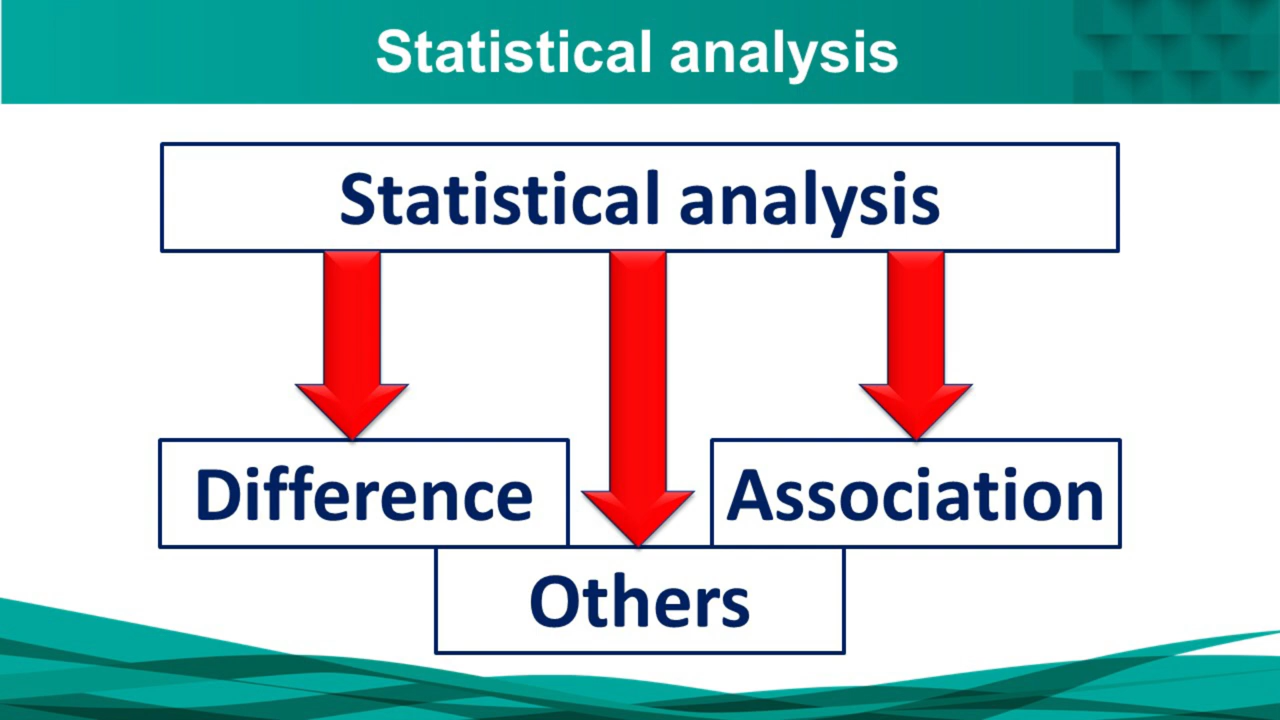 Statistical analysis
Statistical analysis
Difference
Association
Others